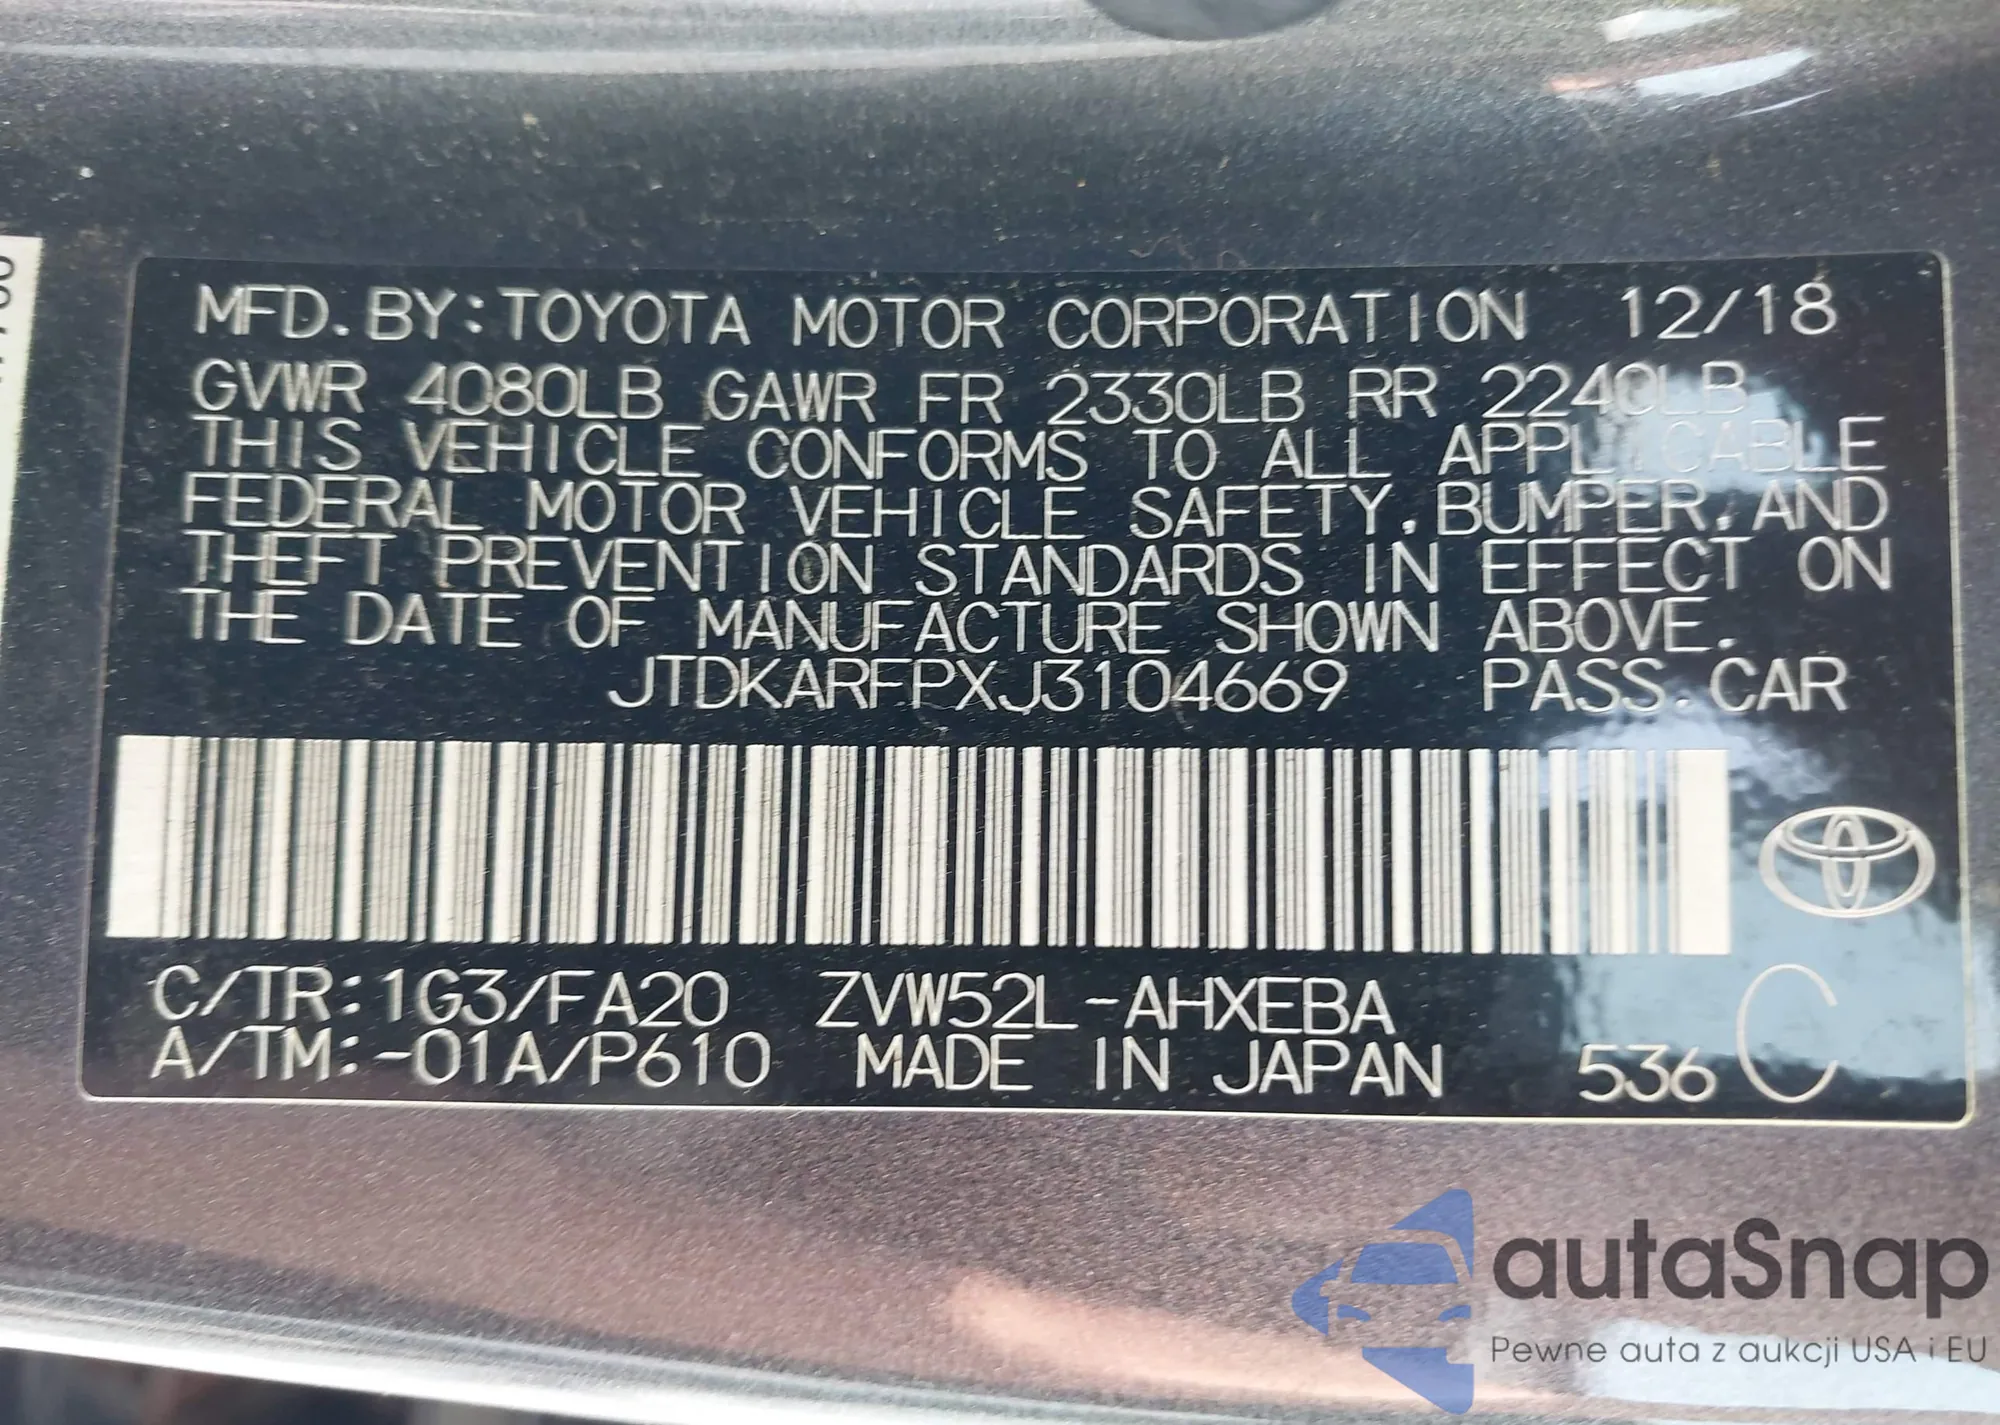 MFD. BY: TOYOTA MOTOR CORPORATION 12/18
GVWR 4080LB GAWR FR 2330LB RR 2240LB
THIS VEHICLE CONFORMS TO ALL APPLICABLE
FEDERAL MOTOR VEHICLE SAFETY, BUMPER, AND
THEFT PREVENTION STANDARDS IN EFFECT ON
THE DATE OF MANUFACTURE SHOWN ABOVE.
JTDKARFPXJ3104669 PASS. CAR
C/TR: 1G3/FA20 ZVW52L-AHXEBA C
A/TM: -01A/P610 MADE IN JAPAN 536
autaSnap
Pewne auta z aukcji USA i EU